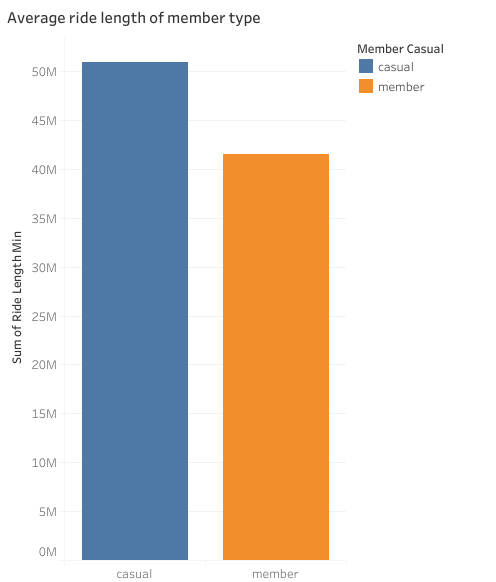 Average ride length of member type
Member Casual
casual
member
Sum of Ride Length Min
50M
45M
40M
35M
30M
25M
20M
15M
10M
5M
0M
casual
member